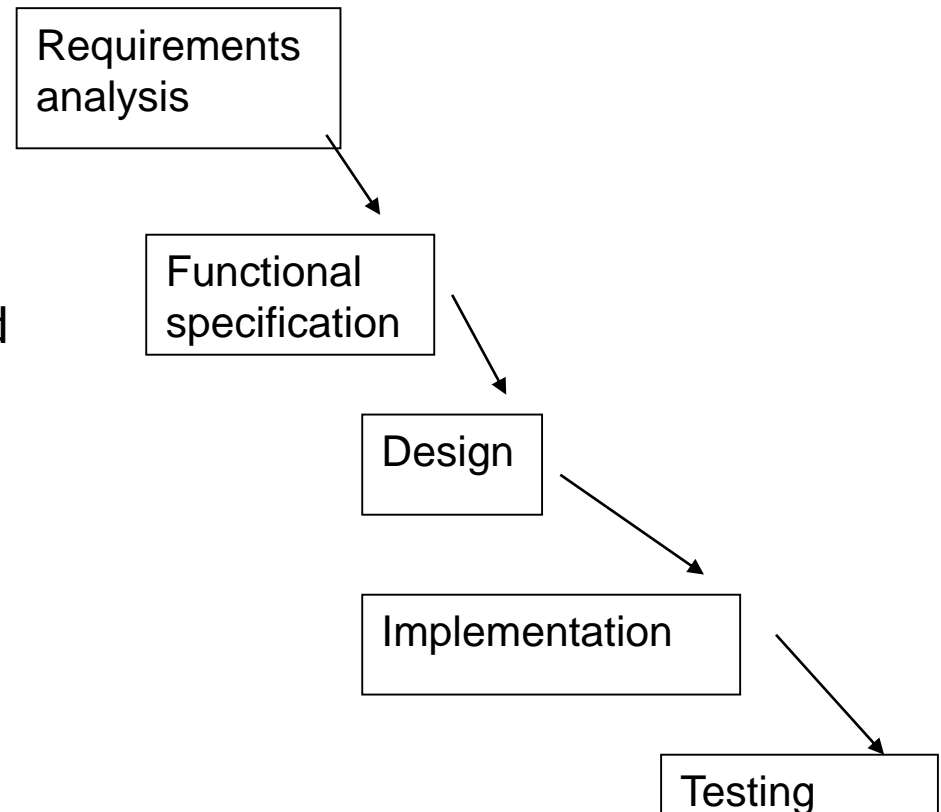 Requirements
analysis
Functional
specification
d
Design
Implementation
Testing